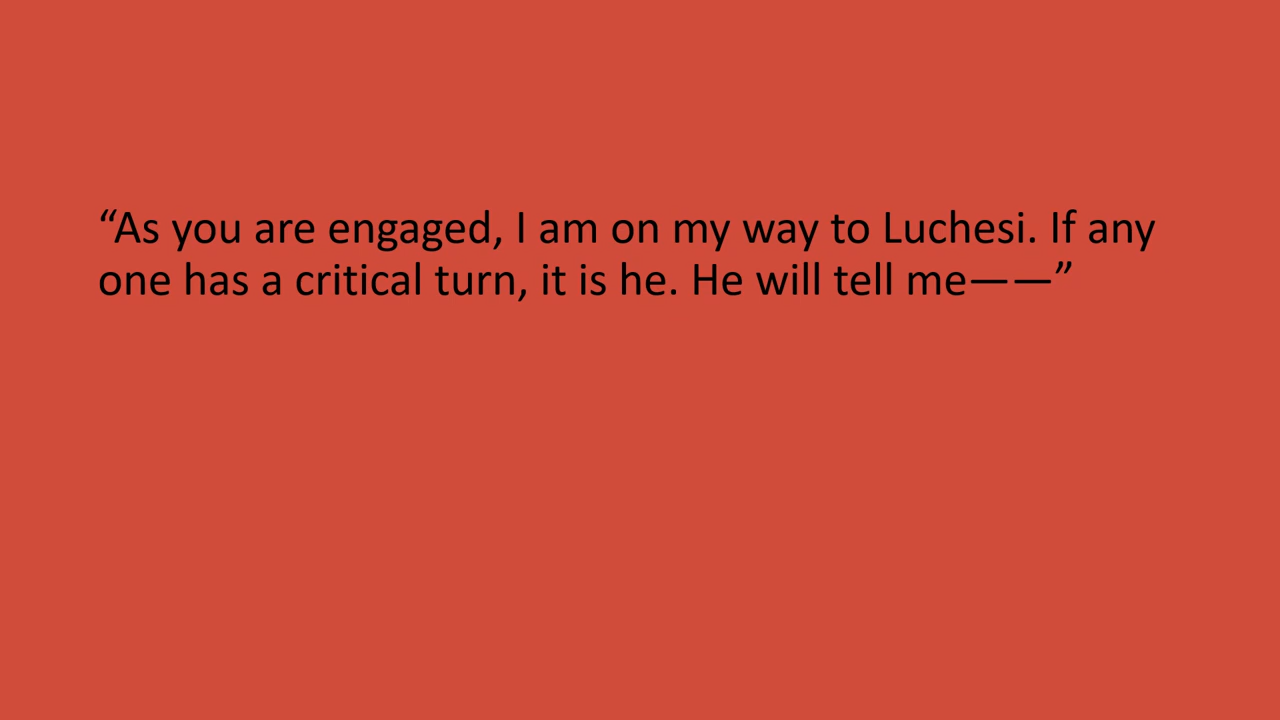 “As you are engaged, I am on my way to Luchesi. If any
one has a critical turn, it is he. He will tell me——”